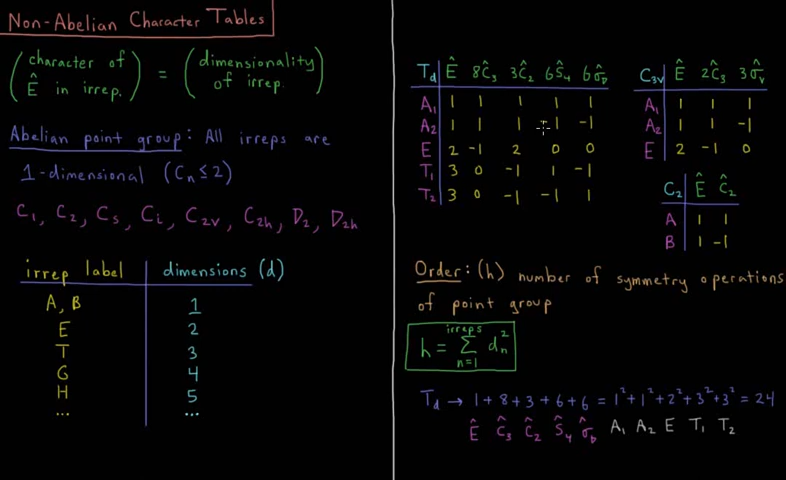 Non-Abelian Character Tables
(character of Ê in irrep.) = (dimensionality of irrep.)
Abelian point group: All irreps are
1-dimensional (Cn ≤ 2)
C1, C2, Cs, Ci, C2v, C2h, D2, D2h
irrep label | dimensions (d)
A, B | 1
E | 2
T | 3
G | 4
H | 5
... | ...
Td | Ê 8Ĉ3 3Ĉ2 6Ŝ4 6σ̂D
A1 | 1 1 1 1 1
A2 | 1 1 1 -1 -1
E | 2 -1 2 0 0
T1 | 3 0 -1 1 -1
T2 | 3 0 -1 -1 1
C3v | Ê 2Ĉ3 3σ̂v
A1 | 1 1 1
A2 | 1 1 -1
E | 2 -1 0
C2 | Ê Ĉ2
A | 1 1
B | 1 -1
Order: (h) number of symmetry operations
of point group
h = irreps Σ n=1 dn²
Td → 1 + 8 + 3 + 6 + 6 = 1² + 1² + 2² + 3² + 3² = 24
Ê Ĉ3 Ĉ2 Ŝ4 σ̂D A1 A2 E T1 T2